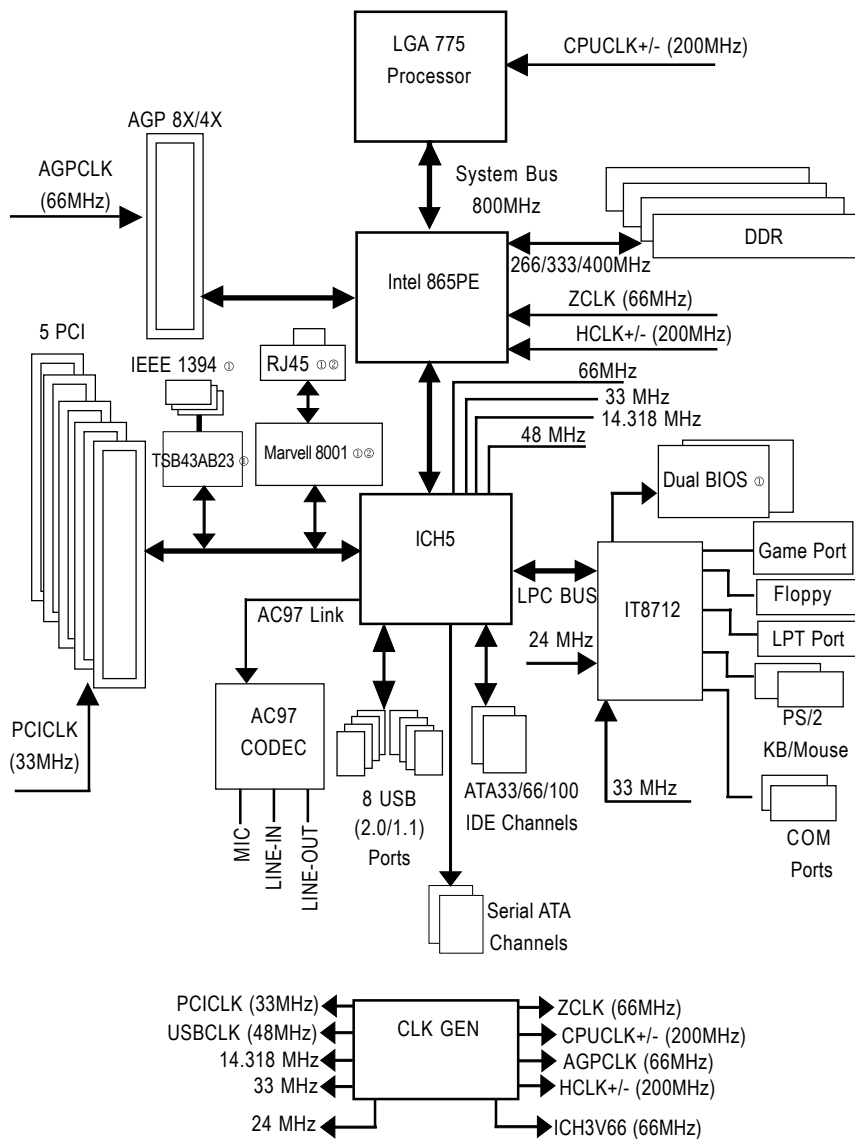 LGA 775
Processor
CPUCLK+/- (200MHz)
AGP 8X/4X
AGPCLK
(66MHz)
System Bus
800MHz
DDR
266/333/400MHz
Intel 865PE
ZCLK (66MHz)
HCLK+/- (200MHz)
5 PCI
IEEE 1394 ①
RJ45 ①②
66MHz
33 MHz
14.318 MHz
48 MHz
TSB43AB23 ①
Marvell 8001 ①②
Dual BIOS ①
ICH5
Game Port
LPC BUS
IT8712
Floppy
AC97 Link
LPT Port
24 MHz
PS/2
KB/Mouse
AC97
CODEC
PCICLK
(33MHz)
33 MHz
8 USB
(2.0/1.1)
Ports
ATA33/66/100
IDE Channels
COM
Ports
MIC
LINE-IN
LINE-OUT
Serial ATA
Channels
PCICLK (33MHz)
USBCLK (48MHz)
14.318 MHz
33 MHz
24 MHz
CLK GEN
ZCLK (66MHz)
CPUCLK+/- (200MHz)
AGPCLK (66MHz)
HCLK+/- (200MHz)
ICH3V66 (66MHz)